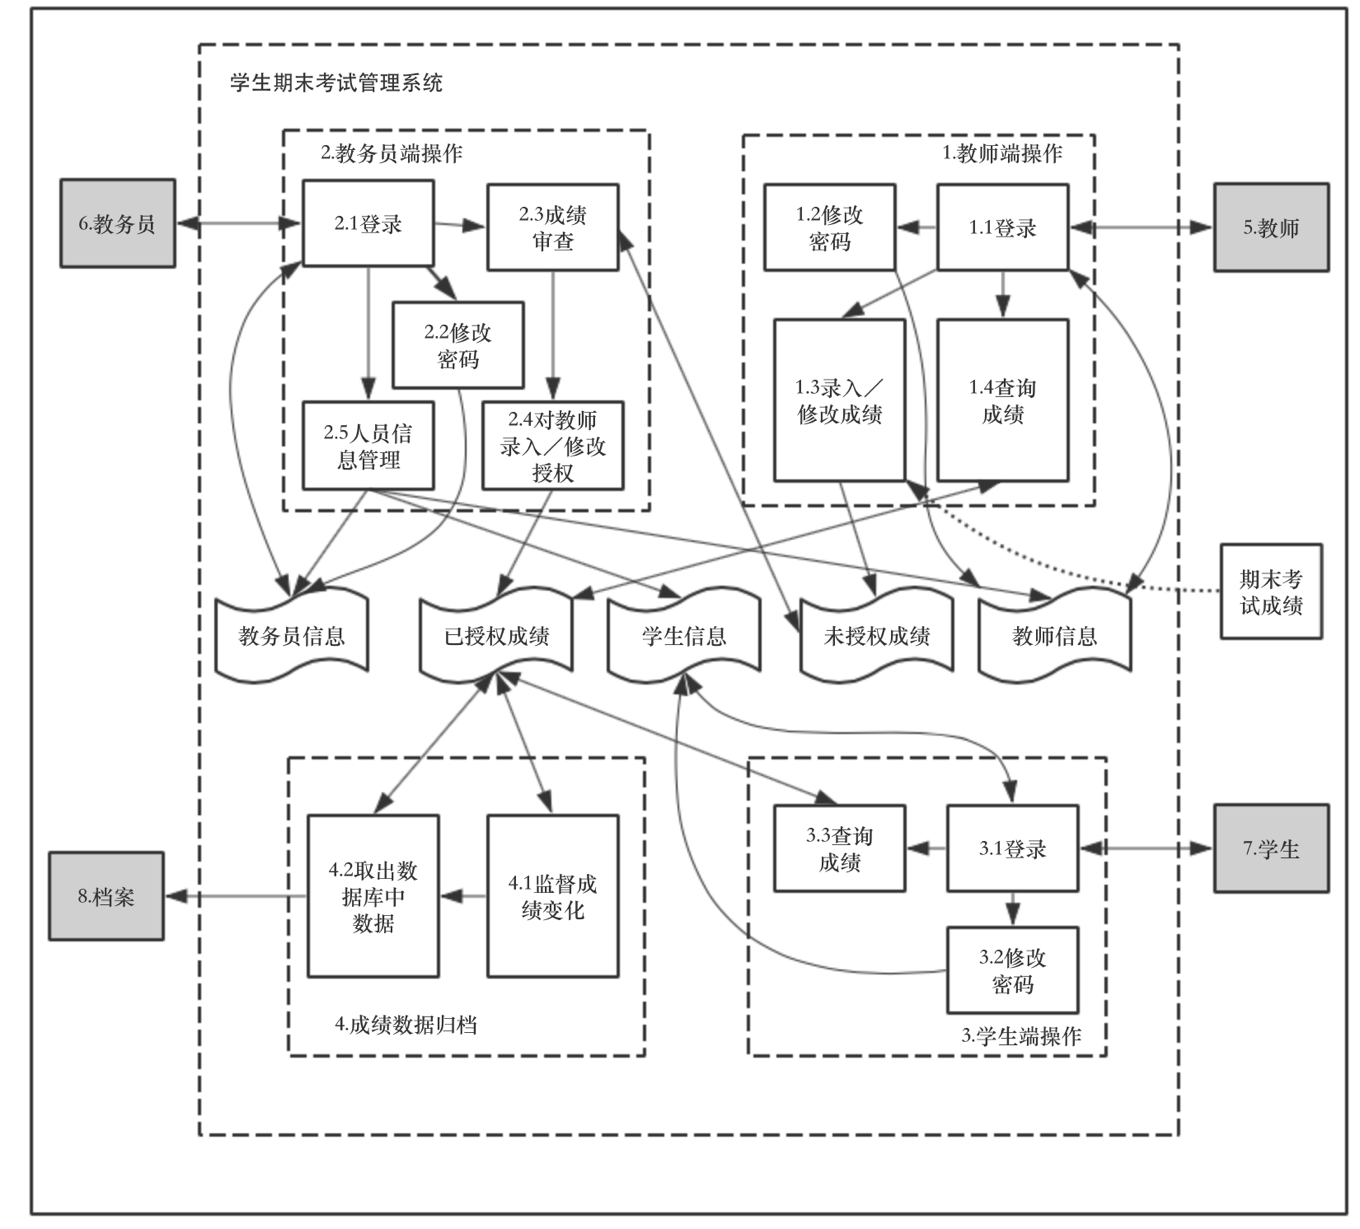 学生期末考试管理系统
2.教务员端操作
1.教师端操作
6.教务员
2.1登录
2.3成绩
审查
1.2修改
密码
1.1登录
5.教师
2.2修改
密码
1.3录入／
修改成绩
1.4查询
成绩
2.5人员信
息管理
2.4对教师
录入／修改
授权
期末考
试成绩
教务员信息
已授权成绩
学生信息
未授权成绩
教师信息
3.3查询
成绩
3.1登录
7.学生
8.档案
4.2取出数
据库中
数据
4.1监督成
绩变化
3.2修改
密码
4.成绩数据归档
3.学生端操作